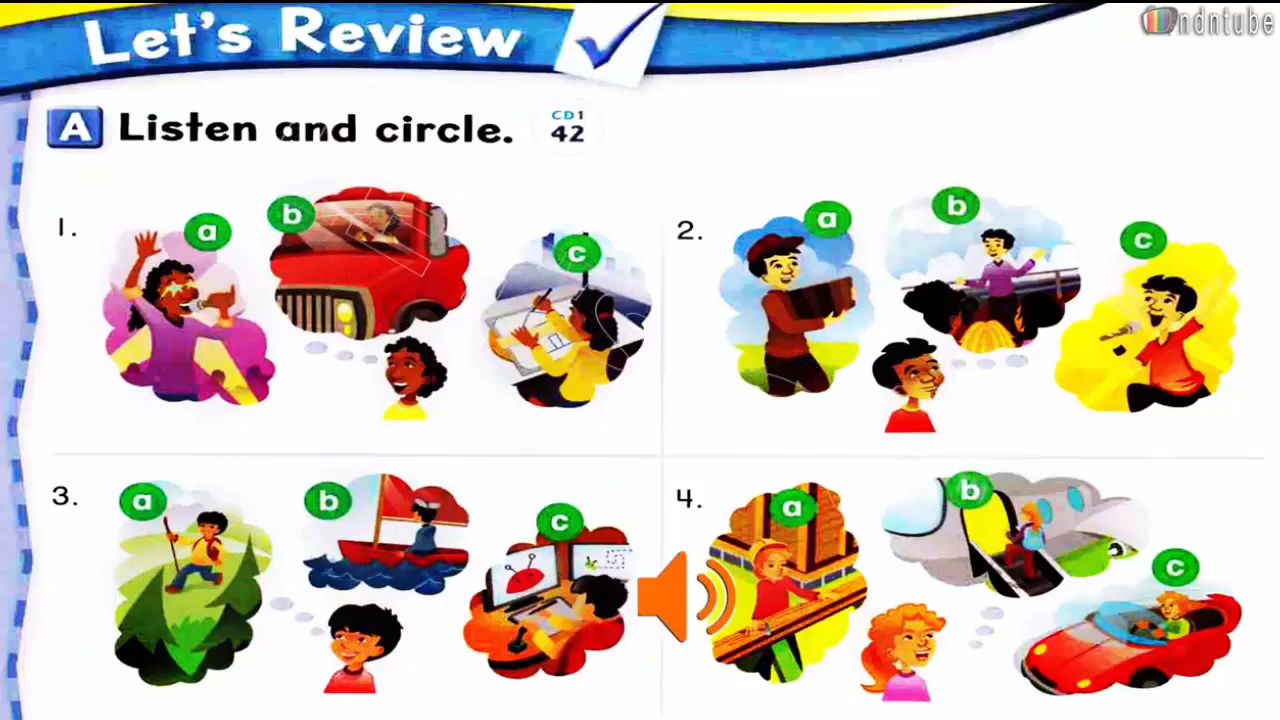 ndntube
Let's Review
A Listen and circle.
CD1
42
1.
a
b
c
2.
a
b
c
3.
a
b
c
4.
a
b
c